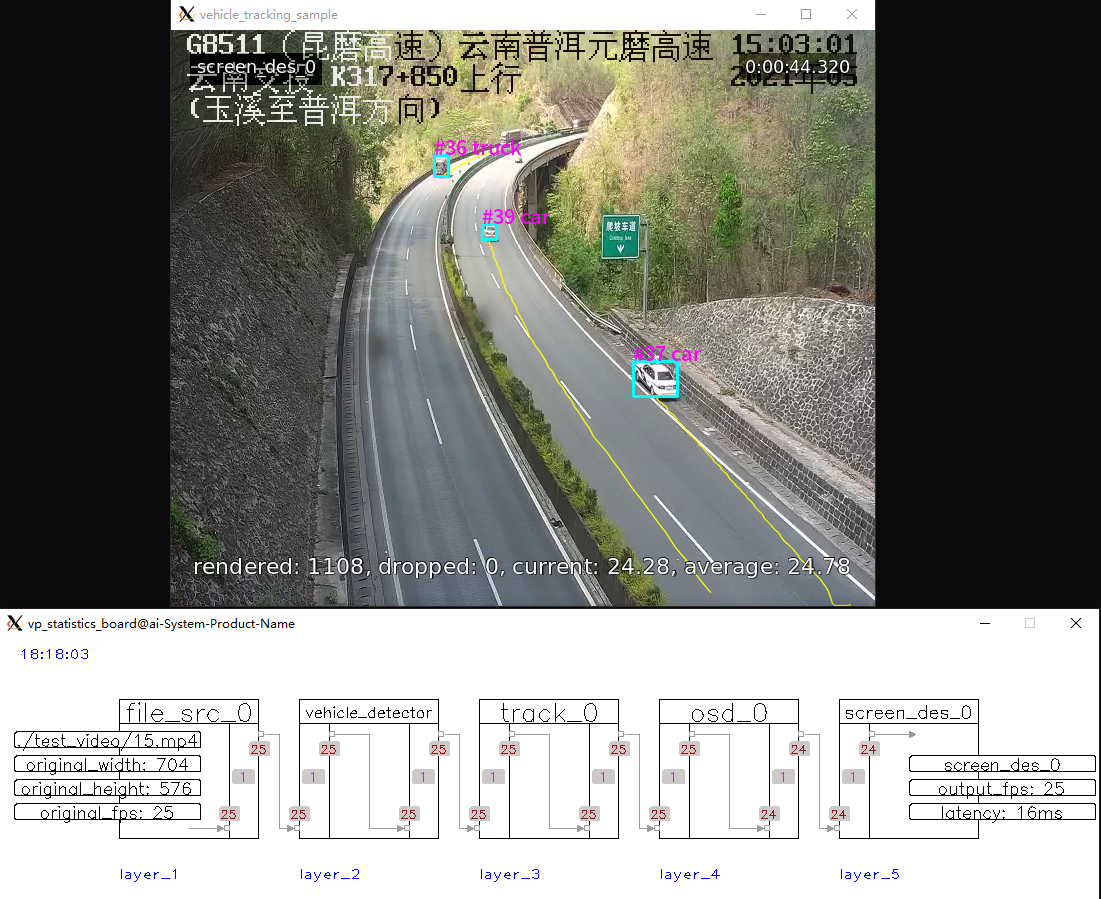 vehicle_tracking_sample
G8511（昆磨高速）云南普洱元磨高速 15:03:01
screen_des_0
0:00:44.320
云南交投 K317+850上行
2021年05
(玉溪至普洱方向)
#36 truck
#39 car
爬坡车道
Climbing lane
#37 car
rendered: 1108, dropped: 0, current: 24.28, average: 24.78
vp_statistics_board@ai-System-Product-Name
18:18:03
file_src_0
vehicle_detector
track_0
osd_0
screen_des_0
./test_video/15.mp4
original_width: 704
original_height: 576
original_fps: 25
25
25
25
25
25
25
24
24
1
1
1
1
1
1
1
1
screen_des_0
output_fps: 25
latency: 16ms
25
25
25
25
25
25
24
24
layer_1
layer_2
layer_3
layer_4
layer_5